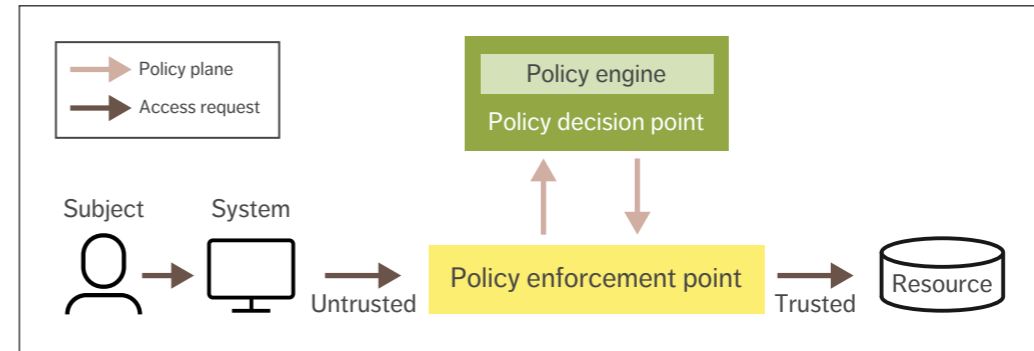 Policy plane
Access request
Policy engine
Policy decision point
Subject
System
Untrusted
Policy enforcement point
Trusted
Resource